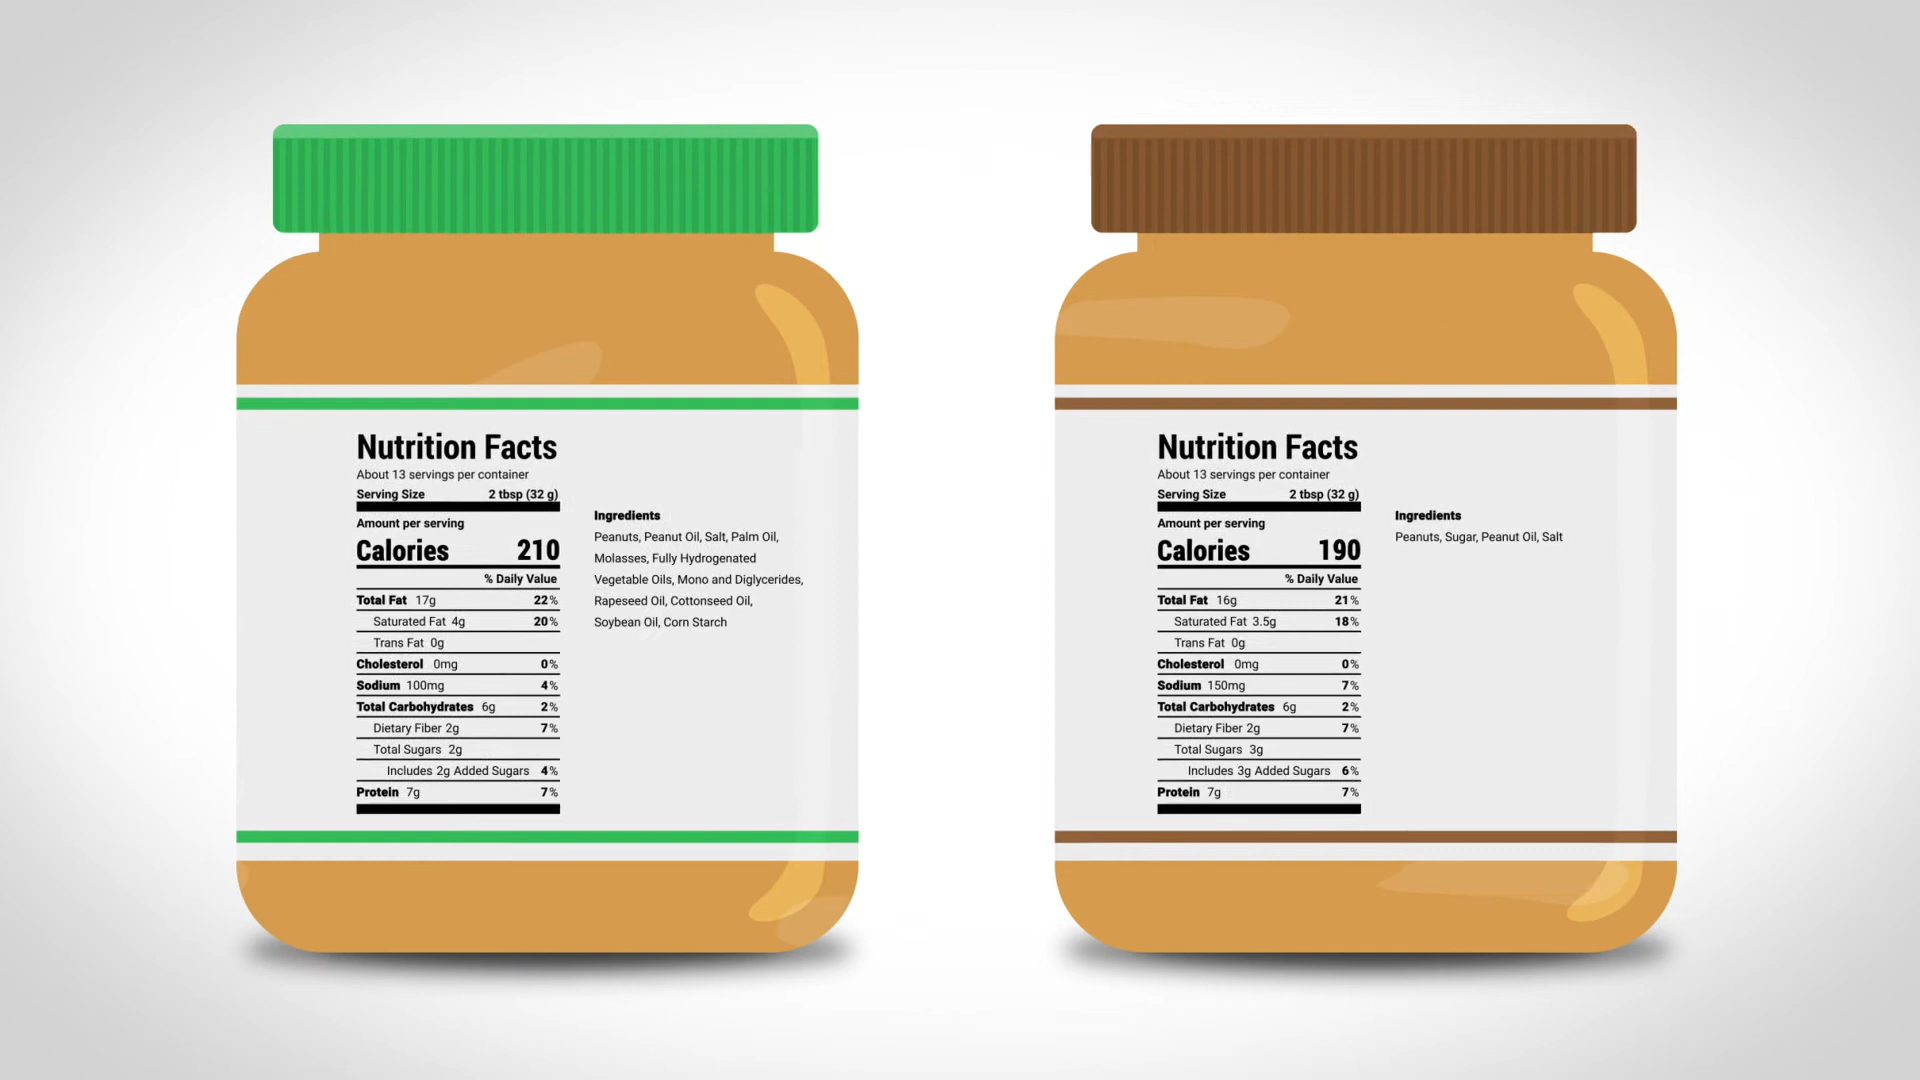 Nutrition Facts
About 13 servings per container
Serving Size 2 tbsp (32 g)
Amount per serving
Calories 210
% Daily Value
Total Fat 17g 22%
Saturated Fat 4g 20%
Trans Fat 0g
Cholesterol 0mg 0%
Sodium 100mg 4%
Total Carbohydrates 6g 2%
Dietary Fiber 2g 7%
Total Sugars 2g
Includes 2g Added Sugars 4%
Protein 7g 7%
Ingredients
Peanuts, Peanut Oil, Salt, Palm Oil,
Molasses, Fully Hydrogenated
Vegetable Oils, Mono and Diglycerides,
Rapeseed Oil, Cottonseed Oil,
Soybean Oil, Corn Starch
Nutrition Facts
About 13 servings per container
Serving Size 2 tbsp (32 g)
Amount per serving
Calories 190
% Daily Value
Total Fat 16g 21%
Saturated Fat 3.5g 18%
Trans Fat 0g
Cholesterol 0mg 0%
Sodium 150mg 7%
Total Carbohydrates 6g 2%
Dietary Fiber 2g 7%
Total Sugars 3g
Includes 3g Added Sugars 6%
Protein 7g 7%
Ingredients
Peanuts, Sugar, Peanut Oil, Salt